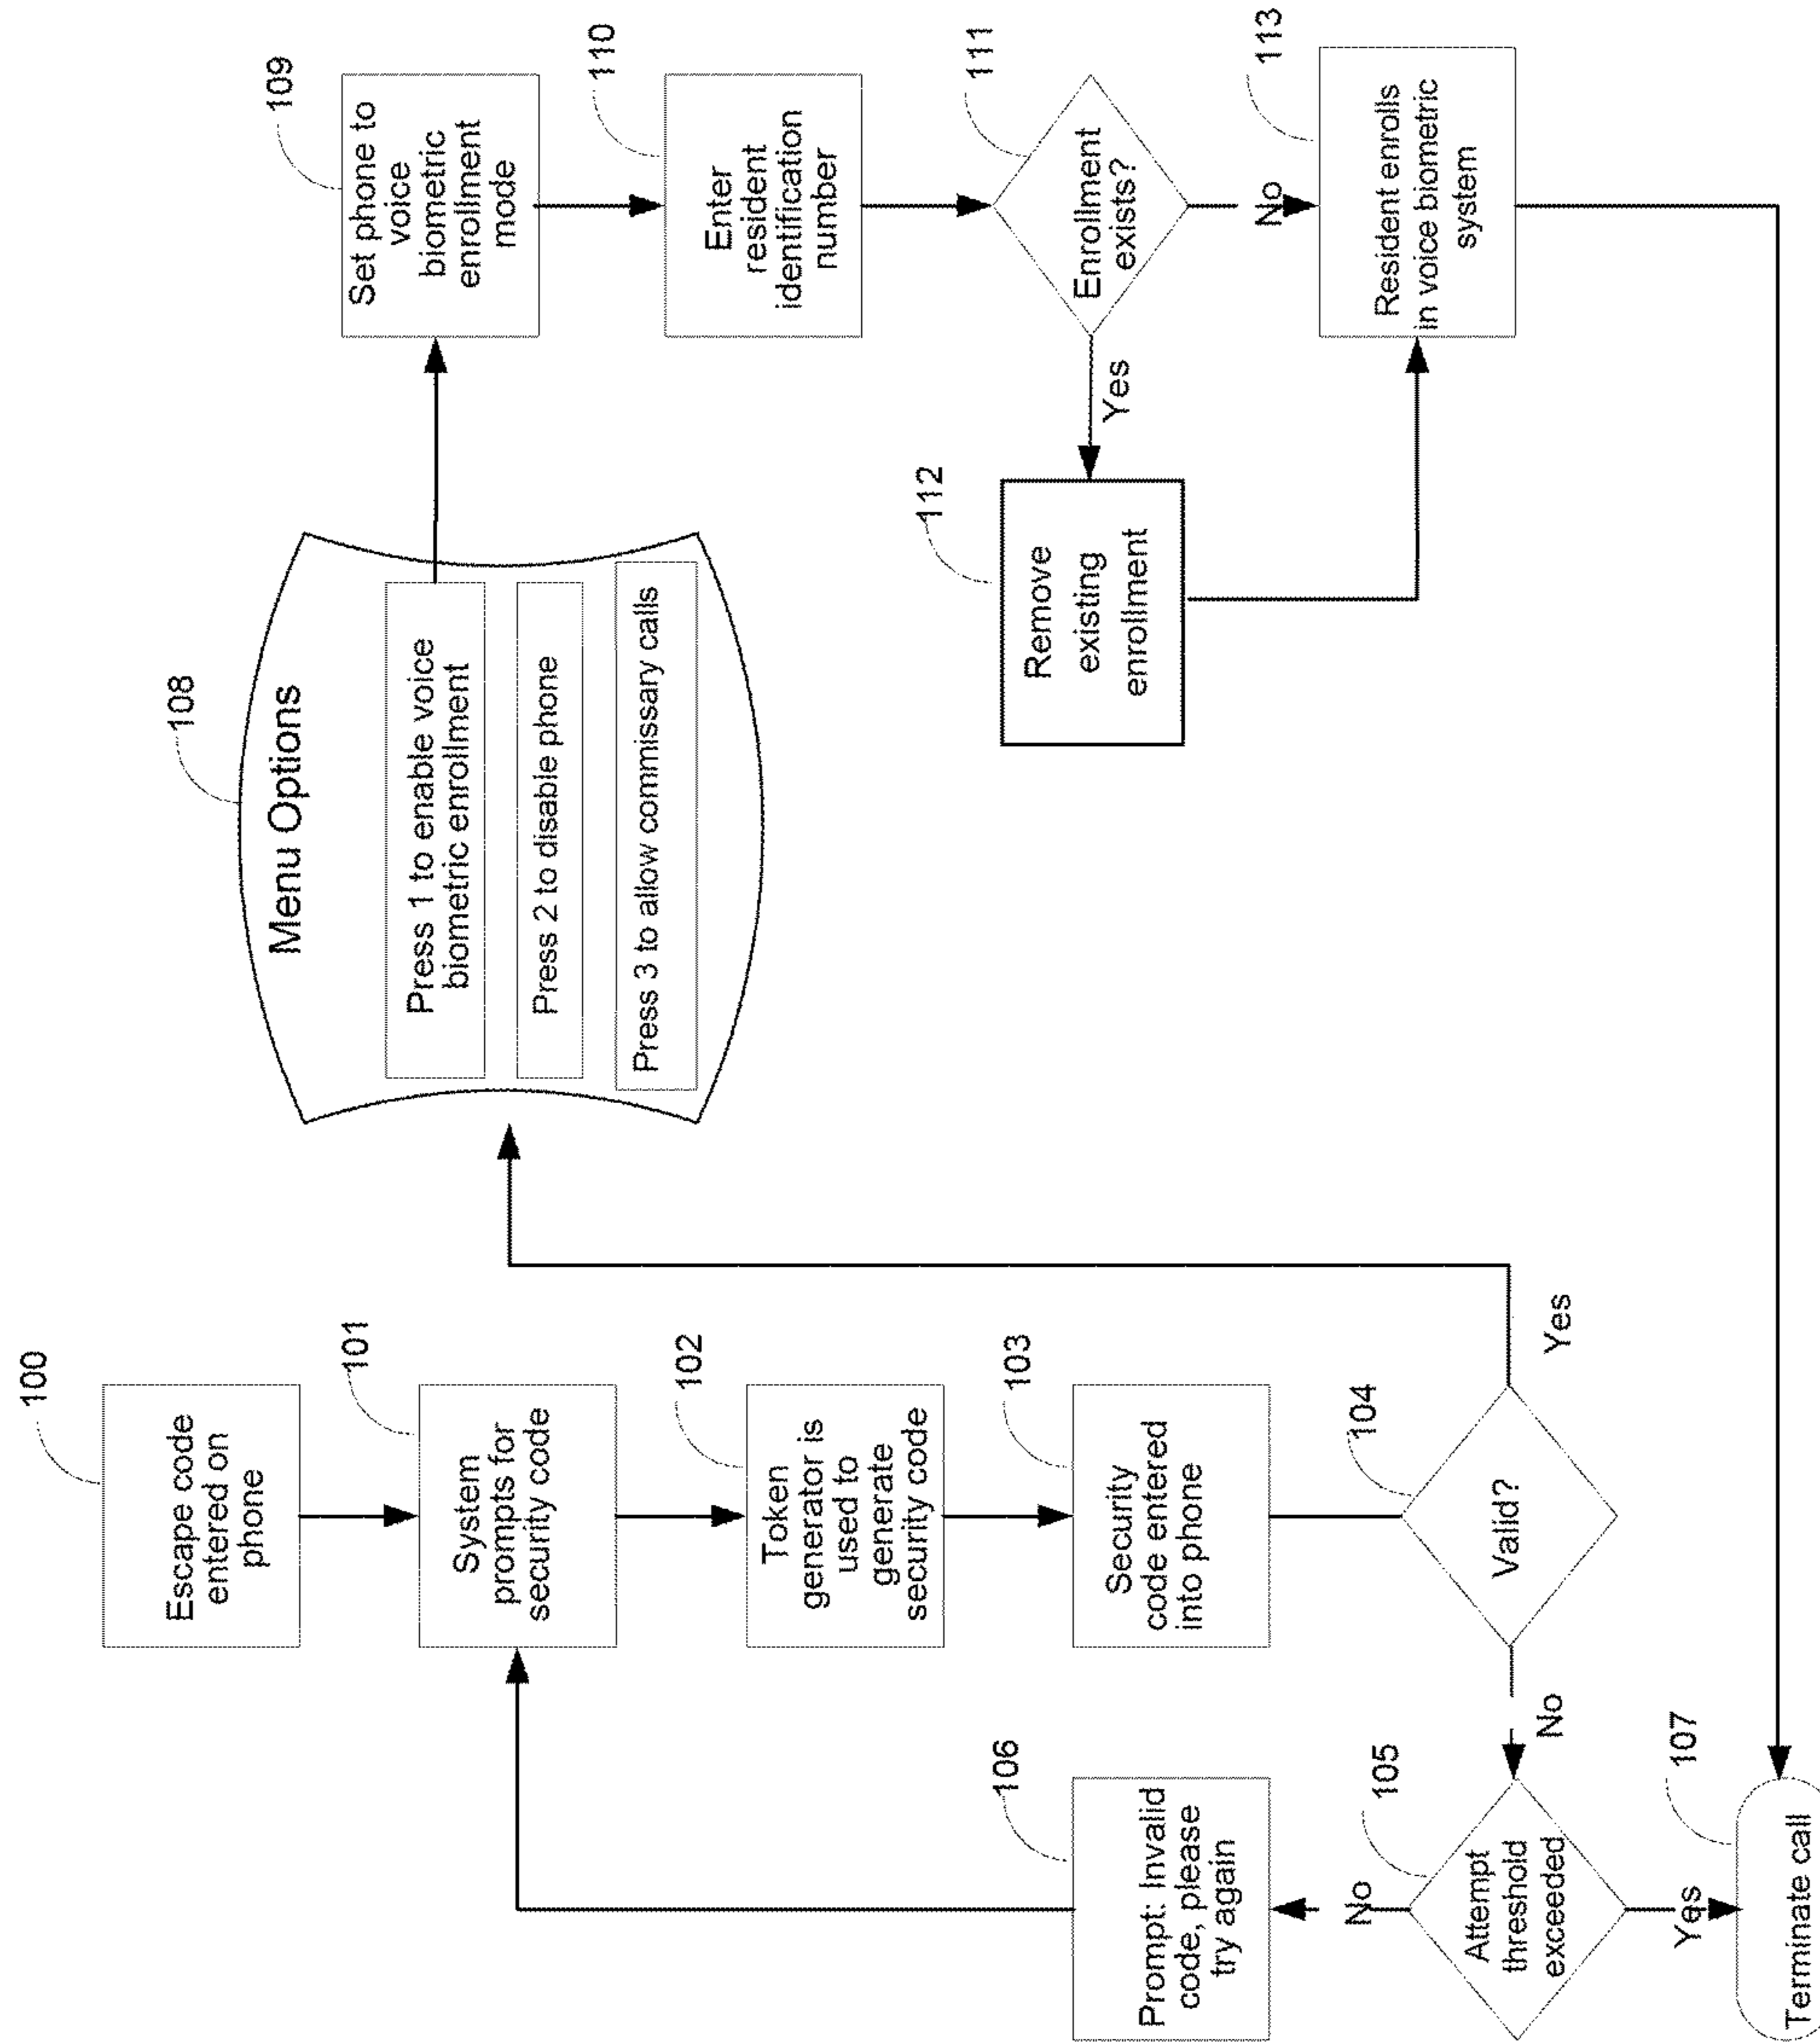 100
Escape code
entered on
phone
101
System
prompts for
security code
102
Token
generator is
used to
generate
security code
103
Security
code entered
into phone
104
Valid?
Yes
No
105
Attempt
threshold
exceeded
No
Yes
106
Prompt: Invalid
code, please
try again
107
Terminate call
108
Menu Options
Press 1 to enable voice
biometric enrollment
Press 2 to disable phone
Press 3 to allow commissary calls
109
Set phone to
voice
biometric
enrollment
mode
110
Enter
resident
identification
number
111
Enrollment
exists?
Yes
No
112
Remove
existing
enrollment
113
Resident enrolls
in voice biometric
system